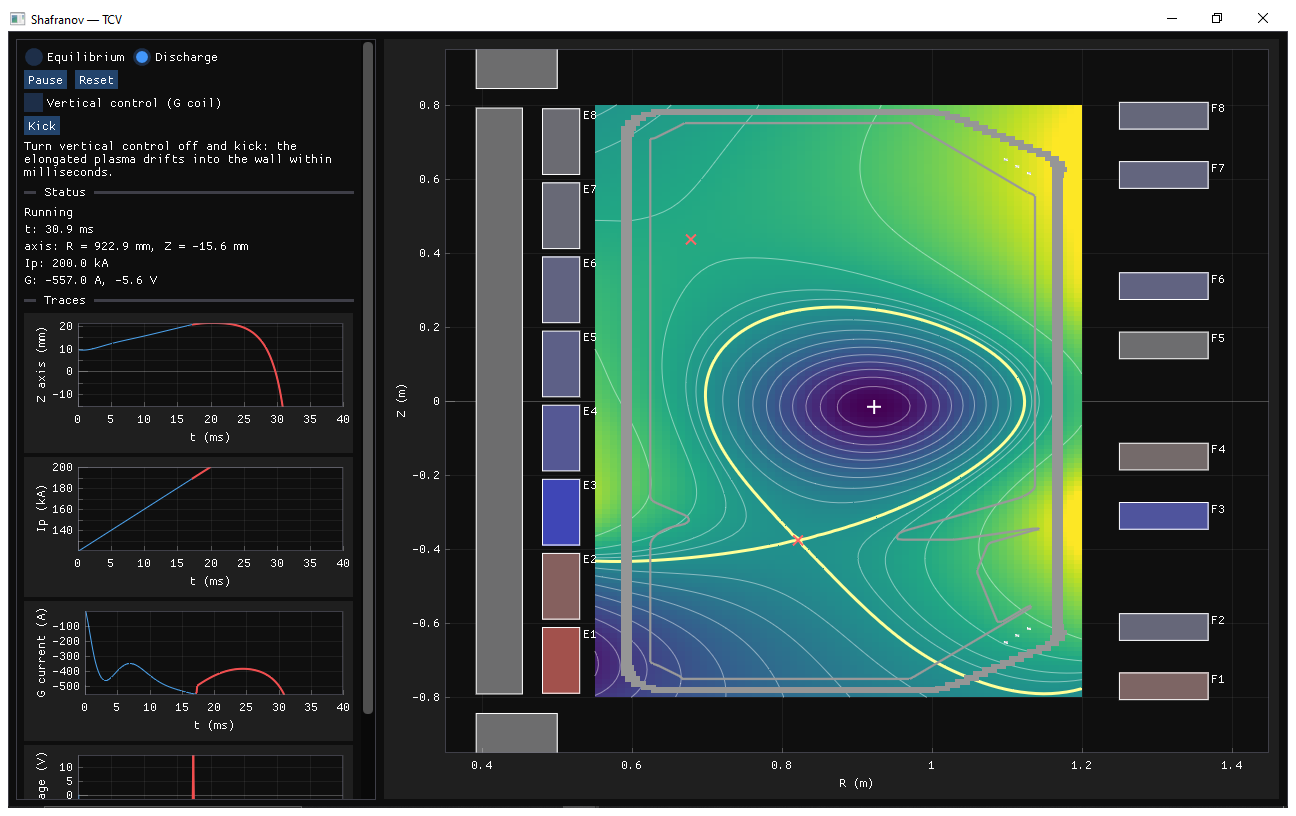 Shafranov — TCV
Equilibrium Discharge
Pause Reset
Vertical control (G coil)
Kick
Turn vertical control off and kick: the
elongated plasma drifts into the wall within
milliseconds.
Status
Running
t: 30.9 ms
axis: R = 922.9 mm, Z = -15.6 mm
Ip: 200.0 kA
G: -557.0 A, -5.6 V
Traces
Z axis (mm)
20
10
0
-10
0 5 10 15 20 25 30 35 40
t (ms)
Ip (kA)
200
180
160
140
0 5 10 15 20 25 30 35 40
t (ms)
G current (A)
-100
-200
-300
-400
-500
0 5 10 15 20 25 30 35 40
t (ms)
age (V)
10
5
0
Z (m)
0.8
0.6
0.4
0.2
0
-0.2
-0.4
-0.6
-0.8
E8
E7
E6
E5
E4
E3
E2
E1
F8
F7
F6
F5
F4
F3
F2
F1
0.4 0.6 0.8 1 1.2 1.4
R (m)